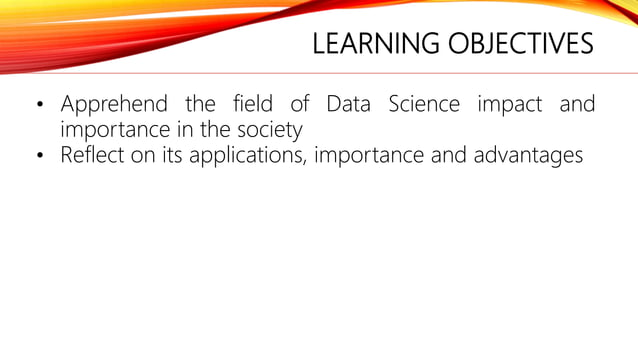 LEARNING OBJECTIVES
• Apprehend the field of Data Science impact and
importance in the society
• Reflect on its applications, importance and advantages